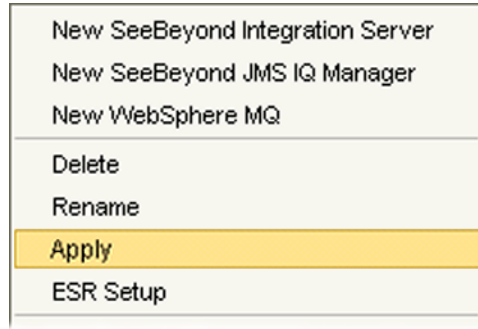 New SeeBeyond Integration Server
New SeeBeyond JMS IQ Manager
New WebSphere MQ
Delete
Rename
Apply
ESR Setup